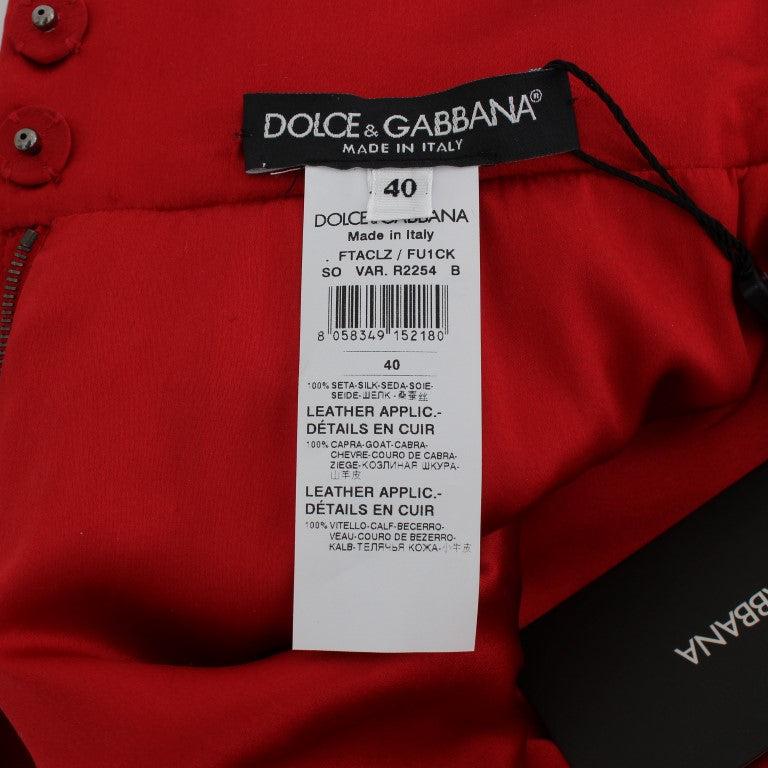 DOLCE & GABBANA®
MADE IN ITALY
40
DOLCE & GABBANA
Made in Italy
. FTACLZ / FU1CK
SO VAR. R2254 B
8 058349 152180
40
100% SETA-SILK-SEDA-SOIE-
SEIDE-ШЕЛК-桑蚕丝
LEATHER APPLIC.-
DÉTAILS EN CUIR
100% CAPRA-GOAT-CABRA-
CHEVRE-COURO DE CABRA-
ZIEGE-КОЗЛИНАЯ ШКУРА-
山羊皮
LEATHER APPLIC.-
DÉTAILS EN CUIR
100% VITELLO-CALF-BECERRO-
VEAU-COURO DE BEZERRO-
KALB-ТЕЛЯЧЬЯ КОЖА-小牛皮
GABBANA